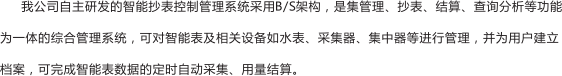 我公司自主研发的智能抄表控制管理系统采用B/S架构，是集管理、抄表、结算、查询分析等功能
为一体的综合管理系统，可对智能表及相关设备如水表、采集器、集中器等进行管理，并为用户建立
档案，可完成智能表数据的定时自动采集、用量结算。